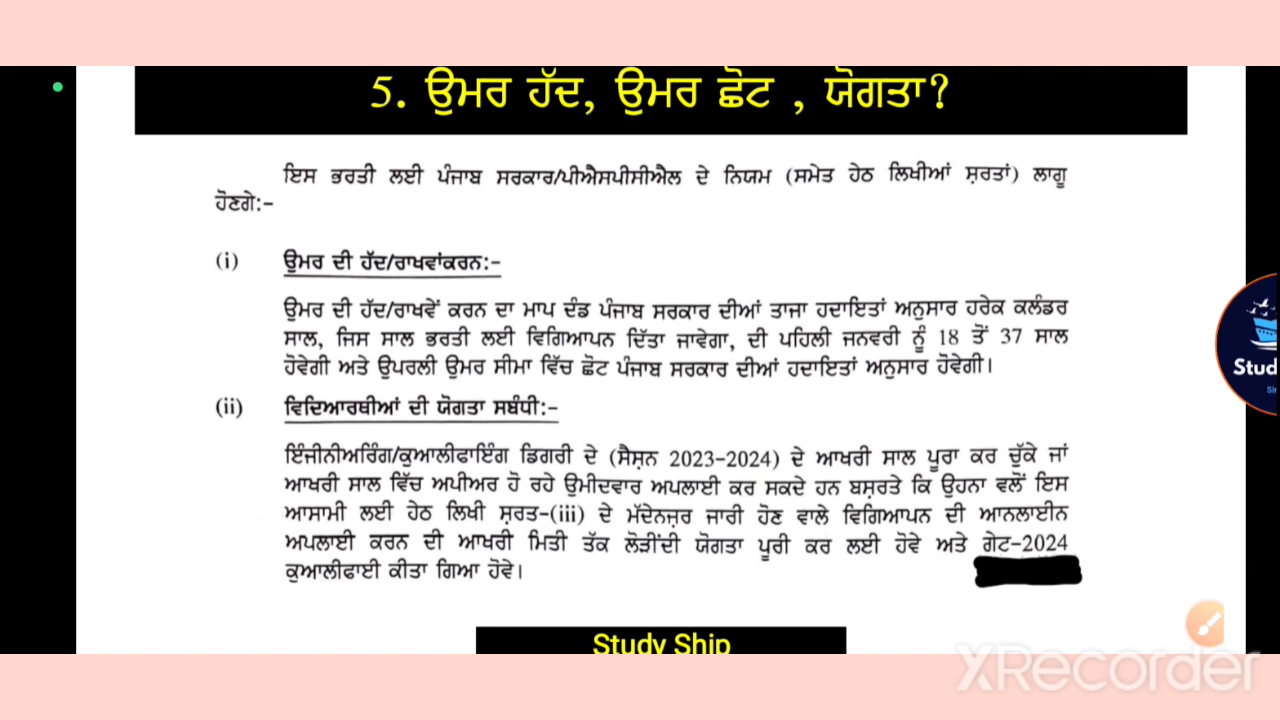 5. ਉਮਰ ਹੱਦ, ਉਮਰ ਛੋਟ , ਯੋਗਤਾ?
ਇਸ ਭਰਤੀ ਲਈ ਪੰਜਾਬ ਸਰਕਾਰ/ਪੀਐਸਪੀਸੀਐਲ ਦੇ ਨਿਯਮ (ਸਮੇਤ ਹੇਠ ਲਿਖੀਆਂ ਸ਼ਰਤਾਂ) ਲਾਗੂ
ਹੋਣਗੇ:-
(i) ਉਮਰ ਦੀ ਹੱਦ/ਰਾਖਵਾਂਕਰਨ:-
ਉਮਰ ਦੀ ਹੱਦ/ਰਾਖਵੇਂ ਕਰਨ ਦਾ ਮਾਪ ਦੰਡ ਪੰਜਾਬ ਸਰਕਾਰ ਦੀਆਂ ਤਾਜਾ ਹਦਾਇਤਾਂ ਅਨੁਸਾਰ ਹਰੇਕ ਕਲੰਡਰ
ਸਾਲ, ਜਿਸ ਸਾਲ ਭਰਤੀ ਲਈ ਵਿਗਿਆਪਨ ਦਿੱਤਾ ਜਾਵੇਗਾ, ਦੀ ਪਹਿਲੀ ਜਨਵਰੀ ਨੂੰ 18 ਤੋਂ 37 ਸਾਲ
ਹੋਵੇਗੀ ਅਤੇ ਉਪਰਲੀ ਉਮਰ ਸੀਮਾ ਵਿੱਚ ਛੋਟ ਪੰਜਾਬ ਸਰਕਾਰ ਦੀਆਂ ਹਦਾਇਤਾਂ ਅਨੁਸਾਰ ਹੋਵੇਗੀ।
(ii) ਵਿਦਿਆਰਥੀਆਂ ਦੀ ਯੋਗਤਾ ਸਬੰਧੀ:-
ਇੰਜੀਨੀਅਰਿੰਗ/ਕੁਆਲੀਫਾਇੰਗ ਡਿਗਰੀ ਦੇ (ਸੈਸ਼ਨ 2023-2024) ਦੇ ਆਖਰੀ ਸਾਲ ਪੂਰਾ ਕਰ ਚੁੱਕੇ ਜਾਂ
ਆਖਰੀ ਸਾਲ ਵਿੱਚ ਅਪੀਅਰ ਹੋ ਰਹੇ ਉਮੀਦਵਾਰ ਅਪਲਾਈ ਕਰ ਸਕਦੇ ਹਨ ਬਸ਼ਰਤੇ ਕਿ ਉਹਨਾ ਵਲੋਂ ਇਸ
ਆਸਾਮੀ ਲਈ ਹੇਠ ਲਿਖੀ ਸ਼ਰਤ-(iii) ਦੇ ਮੱਦੇਨਜ਼ਰ ਜਾਰੀ ਹੋਣ ਵਾਲੇ ਵਿਗਿਆਪਨ ਦੀ ਆਨਲਾਈਨ
ਅਪਲਾਈ ਕਰਨ ਦੀ ਆਖਰੀ ਮਿਤੀ ਤੱਕ ਲੋੜੀਂਦੀ ਯੋਗਤਾ ਪੂਰੀ ਕਰ ਲਈ ਹੋਵੇ ਅਤੇ ਗੇਟ-2024
ਕੁਆਲੀਫਾਈ ਕੀਤਾ ਗਿਆ ਹੋਵੇ।
Study Ship
XRecorder